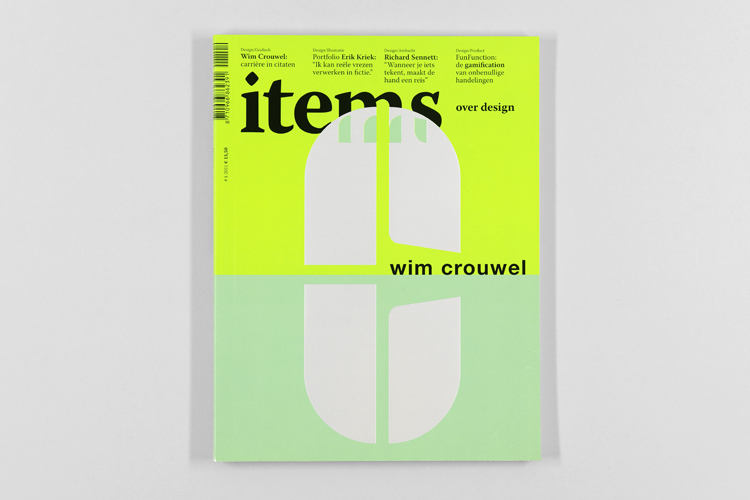 Design/Grafisch
Wim Crouwel:
carrière in citaten
Design/Illustratie
Portfolio Erik Kriek:
"Ik kan reële vrezen
verwerken in fictie."
Design/Ambacht
Richard Sennett:
"Wanneer je iets
tekent, maakt de
hand een reis"
Design/Product
FunFunction:
de gamification
van onbenullige
handelingen
items
over design
wim crouwel